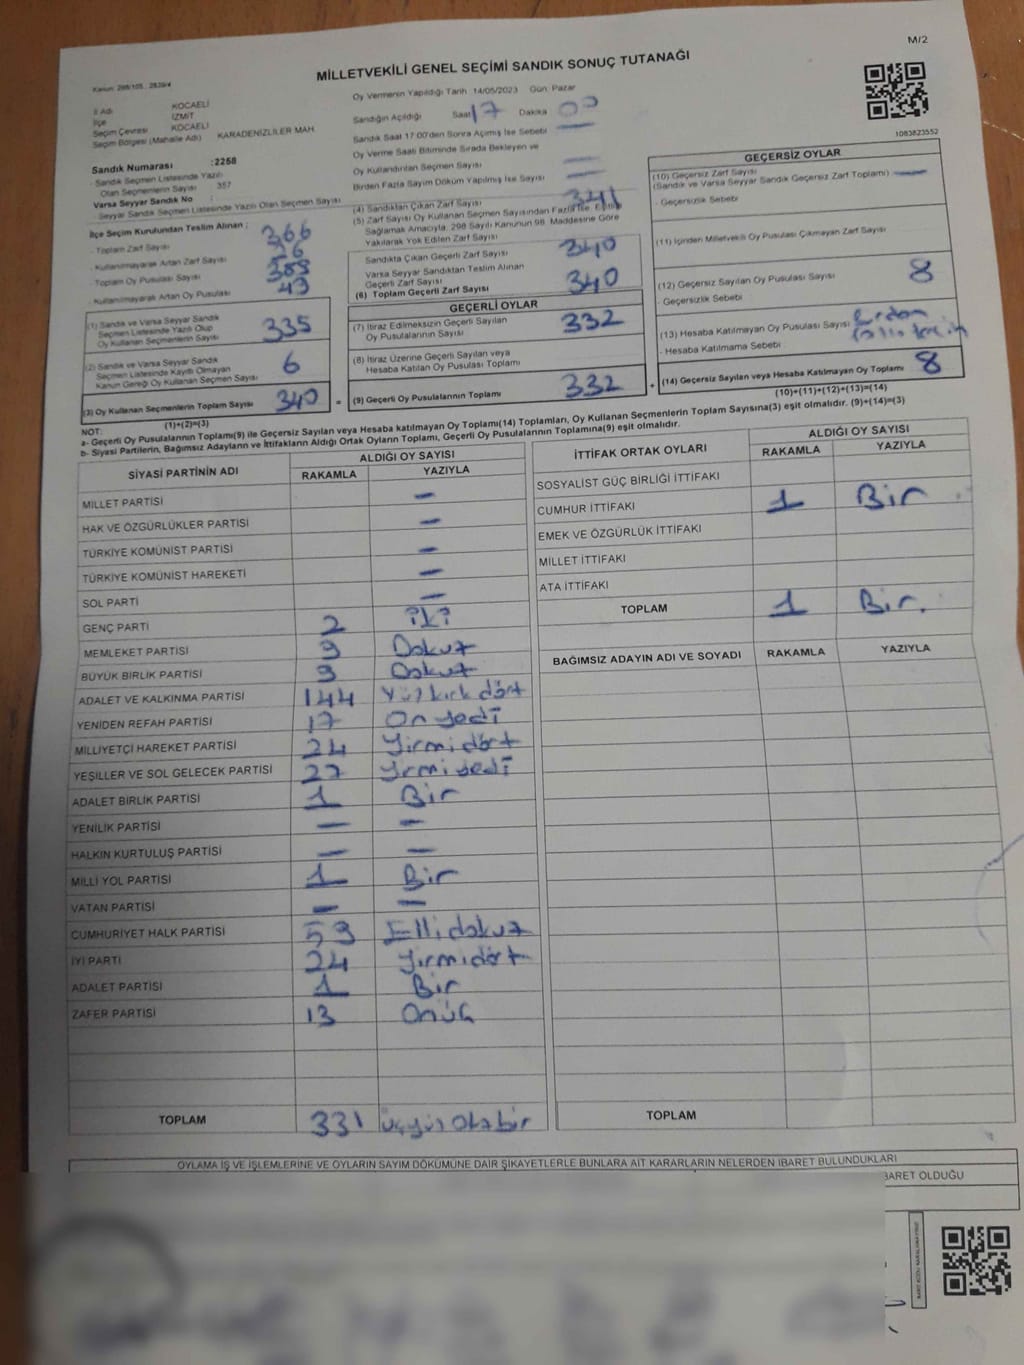 M/2
Kanun: 298/105 , 2839/4
MİLLETVEKİLİ GENEL SEÇİMİ SANDIK SONUÇ TUTANAĞI
1083823552
İl Adı KOCAELİ
İlçe İZMİT
Seçim Çevresi KOCAELİ
Seçim Bölgesi (Mahalle Adı) KARADENİZLİLER MAH.
Sandık Numarası :2258
- Sandık Seçmen Listesinde Yazılı
Olan Seçmenlerin Sayısı 357
Varsa Seyyar Sandık No :
- Seyyar Sandık Seçmen Listesinde Yazılı Olan Seçmen Sayısı
İlçe Seçim Kurulundan Teslim Alınan :
- Toplam Zarf Sayısı 366
- Kullanılmayarak Artan Zarf Sayısı
- Toplam Oy Pusulası Sayısı 383
- Kullanılmayarak Artan Oy Pusulası 43
(1) Sandık ve Varsa Seyyar Sandık
Seçmen Listesinde Yazılı Olup
Oy Kullanan Seçmenlerin Sayısı 335
(2) Sandık ve Varsa Seyyar Sandık
Seçmen Listesinde Kayıtlı Olmayan
Kanun Gereği Oy Kullanan Seçmen Sayısı 6
(3) Oy Kullanan Seçmenlerin Toplam Sayısı 340
(1)+(2)=(3)
Oy Vermenin Yapıldığı Tarih 14/05/2023 Gün Pazar
Sandığın Açıldığı Saat 17 Dakika 00
Sandık Saat 17:00'den Sonra Açılmış İse Sebebi —
Oy Verme Saati Bitiminde Sırada Bekleyen ve
Oy Kullandırılan Seçmen Sayısı —
Birden Fazla Sayım Döküm Yapılmış İse Sayısı —
(4) Sandıktan Çıkan Zarf Sayısı 341
(5) Zarf Sayısı Oy Kullanan Seçmen Sayısından Fazla İse, Eşitliği
Sağlamak Amacıyla, 298 Sayılı Kanunun 98. Maddesine Göre
Yakılarak Yok Edilen Zarf Sayısı
Sandıkta Çıkan Geçerli Zarf Sayısı 340
Varsa Seyyar Sandıktan Teslim Alınan
Geçerli Zarf Sayısı
(6) Toplam Geçerli Zarf Sayısı 340
GEÇERLİ OYLAR
(7) İtiraz Edilmeksizin Geçerli Sayılan
Oy Pusulalarının Sayısı 332
(8) İtiraz Üzerine Geçerli Sayılan veya
Hesaba Katılan Oy Pusulası Toplamı
(9) Geçerli Oy Pusulalarının Toplamı 332
GEÇERSİZ OYLAR
(10) Geçersiz Zarf Sayısı
(Sandık ve Varsa Seyyar Sandık Geçersiz Zarf Toplamı) —
- Geçersizlik Sebebi
(11) İçinden Milletvekili Oy Pusulası Çıkmayan Zarf Sayısı
(12) Geçersiz Sayılan Oy Pusulası Sayısı 8
- Geçersizlik Sebebi
(13) Hesaba Katılmayan Oy Pusulası Sayısı
- Hesaba Katılmama Sebebi
(14) Geçersiz Sayılan veya Hesaba Katılmayan Oy Toplamı 8
(10)+(11)+(12)+(13)=(14)
NOT:
a- Geçerli Oy Pusulalarının Toplamı(9) ile Geçersiz Sayılan veya Hesaba katılmayan Oy Toplamı(14) Toplamları, Oy Kullanan Seçmenlerin Toplam Sayısına(3) eşit olmalıdır. (9)+(14)=(3)
b- Siyasi Partilerin, Bağımsız Adayların ve İttifakların Aldığı Ortak Oyların Toplamı, Geçerli Oy Pusulalarının Toplamına(9) eşit olmalıdır.
SİYASİ PARTİNİN ADI ALDIĞI OY SAYISI
RAKAMLA YAZIYLA
MİLLET PARTİSİ —
HAK VE ÖZGÜRLÜKLER PARTİSİ —
TÜRKİYE KOMÜNİST PARTİSİ —
TÜRKİYE KOMÜNİST HAREKETİ —
SOL PARTİ —
GENÇ PARTİ 2 İki
MEMLEKET PARTİSİ 9 Dokuz
BÜYÜK BİRLİK PARTİSİ 9 Dokuz
ADALET VE KALKINMA PARTİSİ 144 Yüzkırkdört
YENİDEN REFAH PARTİSİ 17 Onyedi
MİLLİYETÇİ HAREKET PARTİSİ 24 Yirmidört
YEŞİLLER VE SOL GELECEK PARTİSİ 27 Yirmiyedi
ADALET BİRLİK PARTİSİ 1 Bir
YENİLİK PARTİSİ — —
HALKIN KURTULUŞ PARTİSİ — —
MİLLİ YOL PARTİSİ 1 Bir
VATAN PARTİSİ — —
CUMHURİYET HALK PARTİSİ 59 Ellidokuz
İYİ PARTİ 24 Yirmidört
ADALET PARTİSİ 1 Bir
ZAFER PARTİSİ 13 Onüç
TOPLAM 331 Üçyüz Otuzbir
İTTİFAK ORTAK OYLARI ALDIĞI OY SAYISI
RAKAMLA YAZIYLA
SOSYALİST GÜÇ BİRLİĞİ İTTİFAKI
CUMHUR İTTİFAKI 1 Bir
EMEK VE ÖZGÜRLÜK İTTİFAKI
MİLLET İTTİFAKI
ATA İTTİFAKI
TOPLAM 1 Bir.
BAĞIMSIZ ADAYIN ADI VE SOYADI RAKAMLA YAZIYLA
TOPLAM
OYLAMA İŞ VE İŞLEMLERİNE VE OYLARIN SAYIM DÖKÜMÜNE DAİR ŞİKAYETLERLE BUNLARA AİT KARARLARIN NELERDEN İBARET BULUNDUKLARI
BARET OLDUĞU